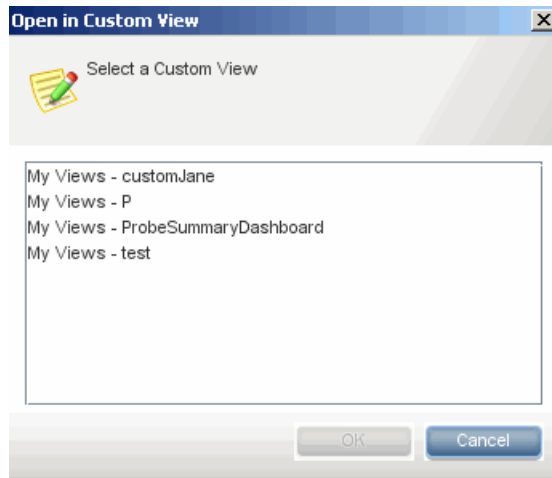 Open in Custom View
Select a Custom View
My Views - customJane
My Views - P
My Views - ProbeSummaryDashboard
My Views - test
OK
Cancel